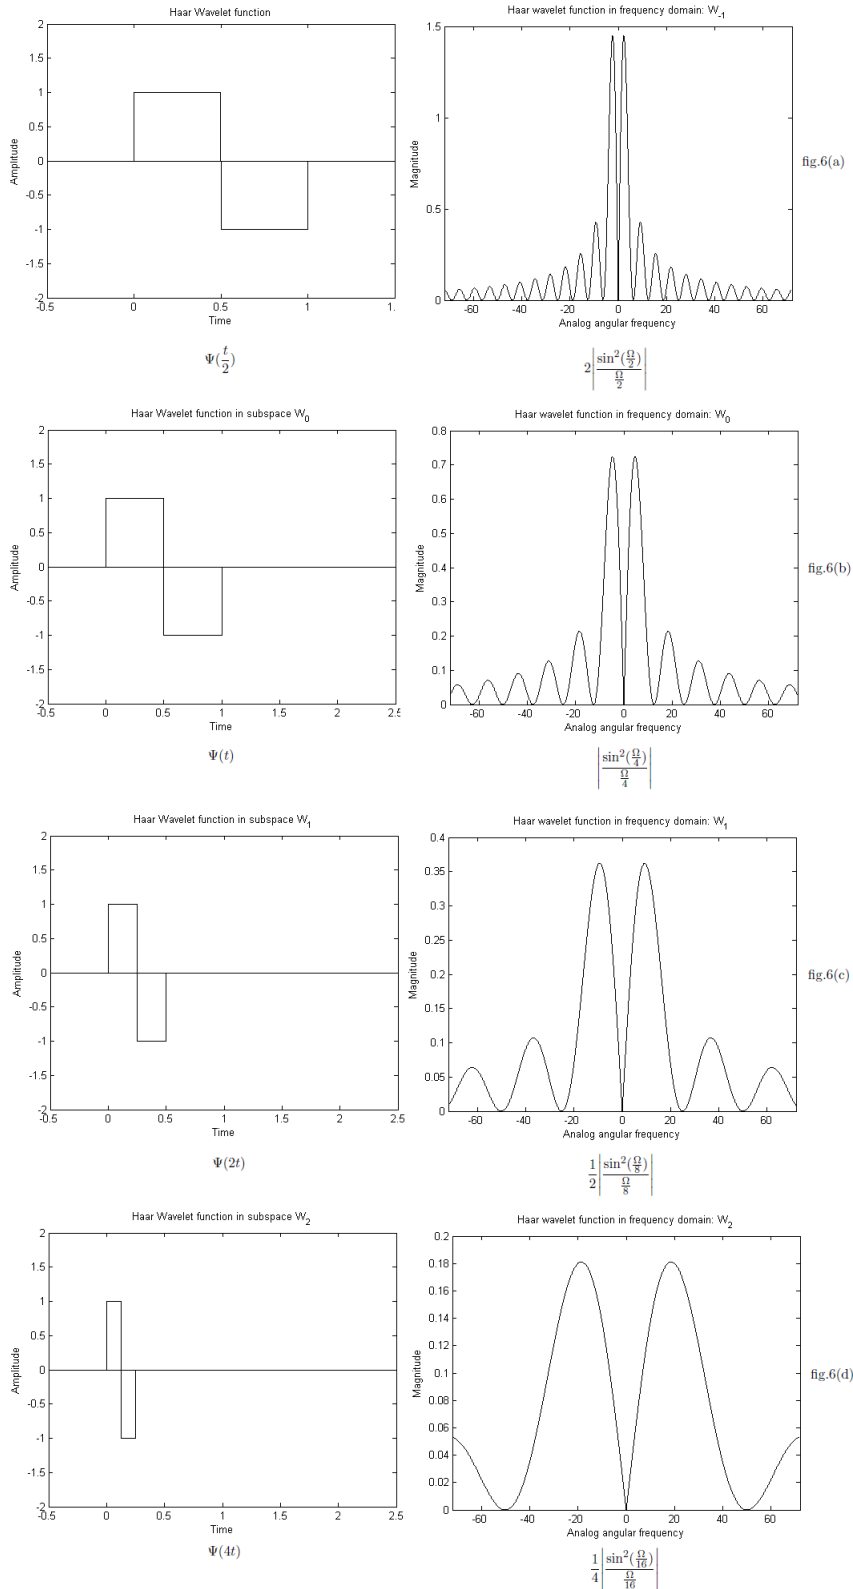 Haar Wavelet function
Amplitude
2
1.5
1
0.5
0
-0.5
-1
-1.5
-2
-0.5 0 0.5 1 1.
Time
Ψ(t/2)
Haar wavelet function in frequency domain: W_-1
Magnitude
1.5
1
0.5
0
-60 -40 -20 0 20 40 60
Analog angular frequency
2|sin²(Ω/2)/(Ω/2)|
fig.6(a)
Haar Wavelet function in subspace W_0
Amplitude
2
1.5
1
0.5
0
-0.5
-1
-1.5
-2
-0.5 0 0.5 1 1.5 2 2.5
Time
Ψ(t)
Haar wavelet function in frequency domain: W_0
Magnitude
0.8
0.7
0.6
0.5
0.4
0.3
0.2
0.1
0
-60 -40 -20 0 20 40 60
Analog angular frequency
|sin²(Ω/4)/(Ω/4)|
fig.6(b)
Haar Wavelet function in subspace W_1
Amplitude
2
1.5
1
0.5
0
-0.5
-1
-1.5
-2
-0.5 0 0.5 1 1.5 2 2.5
Time
Ψ(2t)
Haar wavelet function in frequency domain: W_1
Magnitude
0.4
0.35
0.3
0.25
0.2
0.15
0.1
0.05
0
-60 -40 -20 0 20 40 60
Analog angular frequency
1/2|sin²(Ω/8)/(Ω/8)|
fig.6(c)
Haar Wavelet function in subspace W_2
Amplitude
2
1.5
1
0.5
0
-0.5
-1
-1.5
-2
-0.5 0 0.5 1 1.5 2 2.5
Time
Ψ(4t)
Haar wavelet function in frequency domain: W_2
Magnitude
0.2
0.18
0.16
0.14
0.12
0.1
0.08
0.06
0.04
0.02
0
-60 -40 -20 0 20 40 60
Analog angular frequency
1/4|sin²(Ω/16)/(Ω/16)|
fig.6(d)